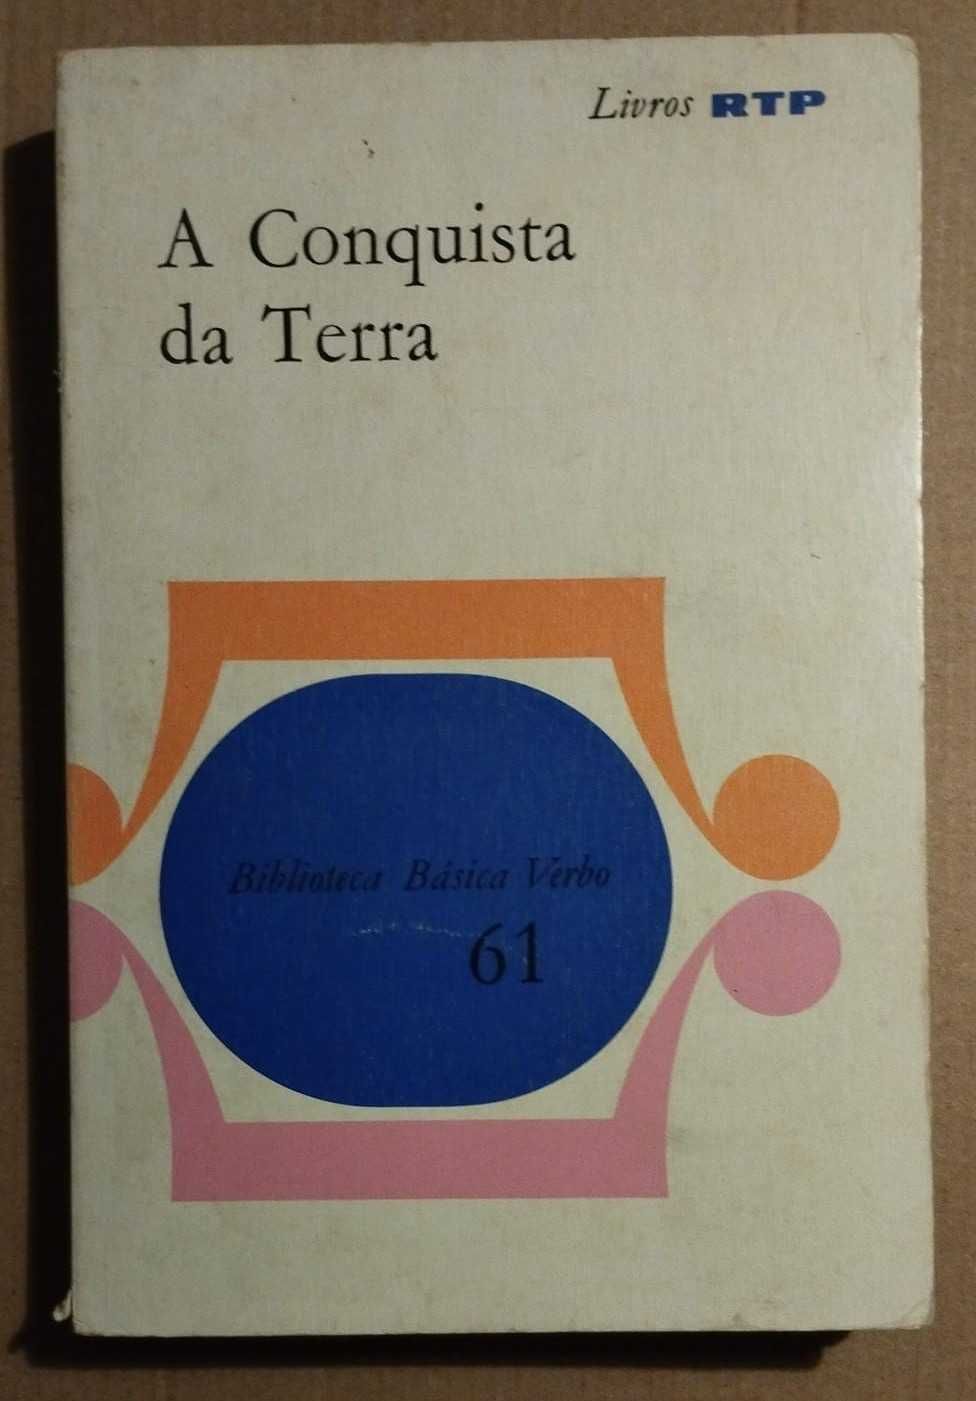 Livros RTP
A Conquista
da Terra
Biblioteca Básica Verbo
61